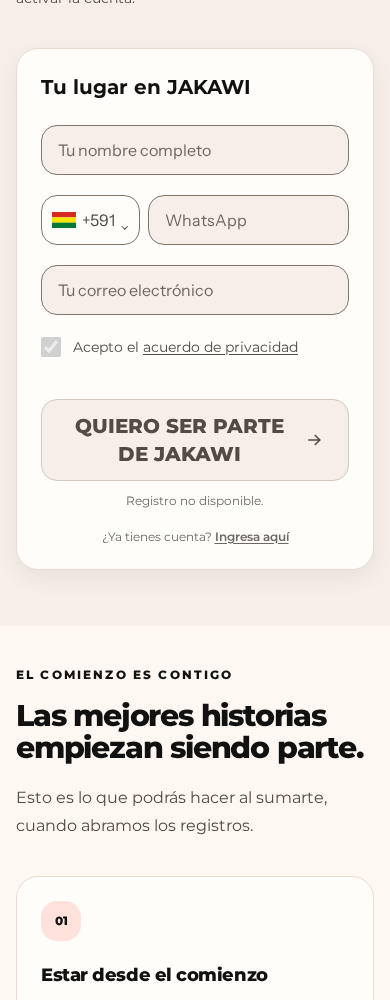 activar la cuenta.
Tu lugar en JAKAWI
Tu nombre completo
+591
WhatsApp
Tu correo electrónico
Acepto el acuerdo de privacidad
QUIERO SER PARTE
DE JAKAWI
Registro no disponible.
¿Ya tienes cuenta? Ingresa aquí
EL COMIENZO ES CONTIGO
Las mejores historias
empiezan siendo parte.
Esto es lo que podrás hacer al sumarte,
cuando abramos los registros.
01
Estar desde el comienzo